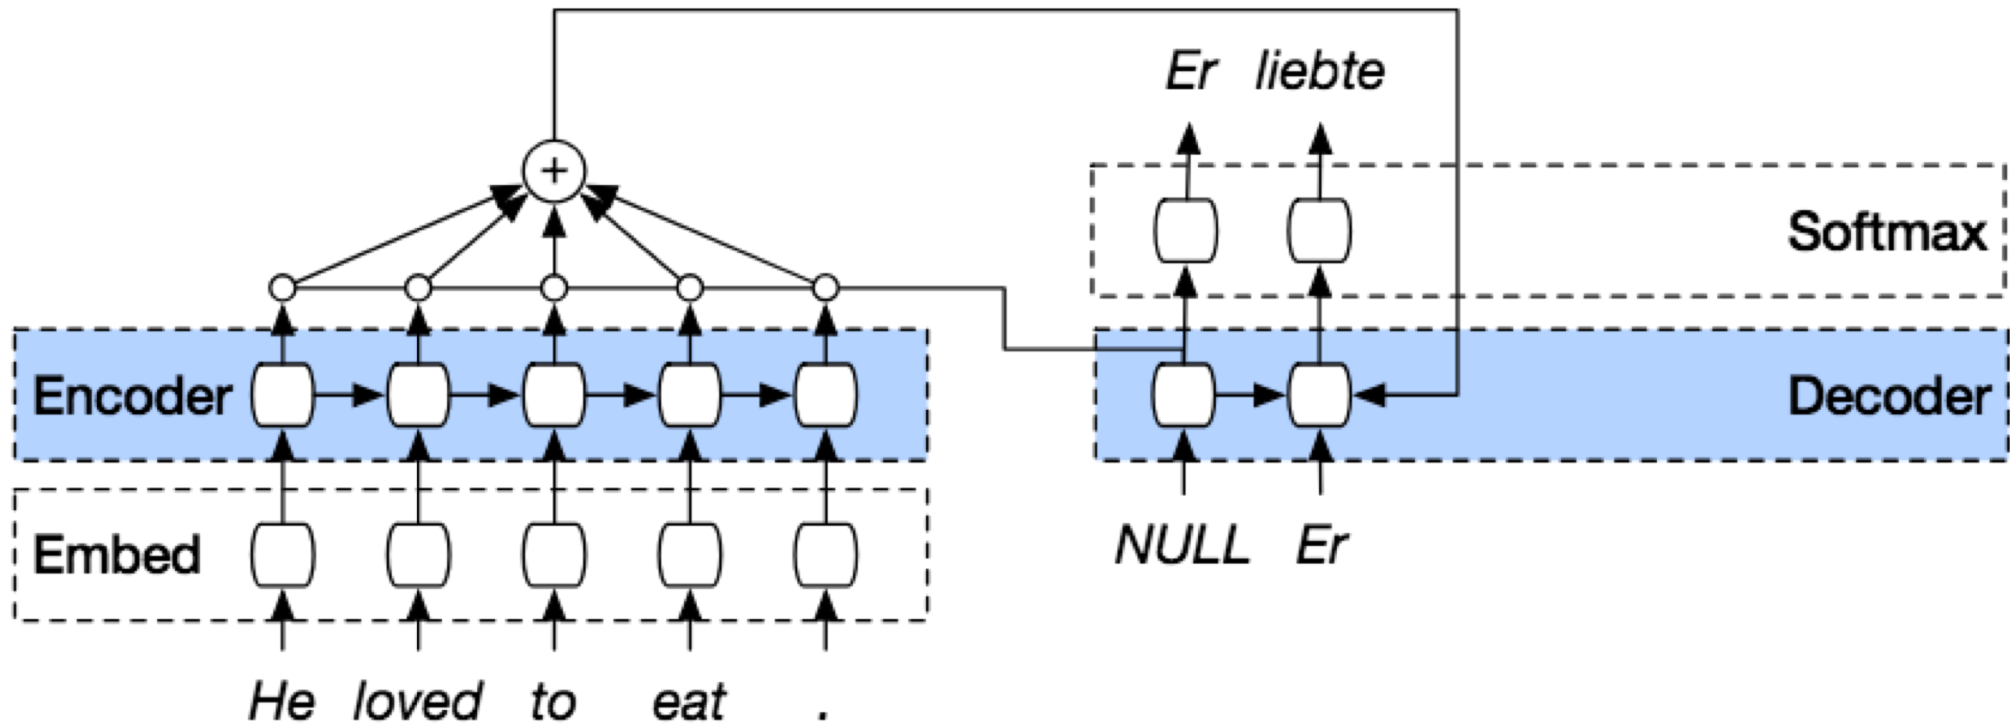 Er liebte
+
Softmax
Encoder
Decoder
Embed
NULL Er
He loved to eat .